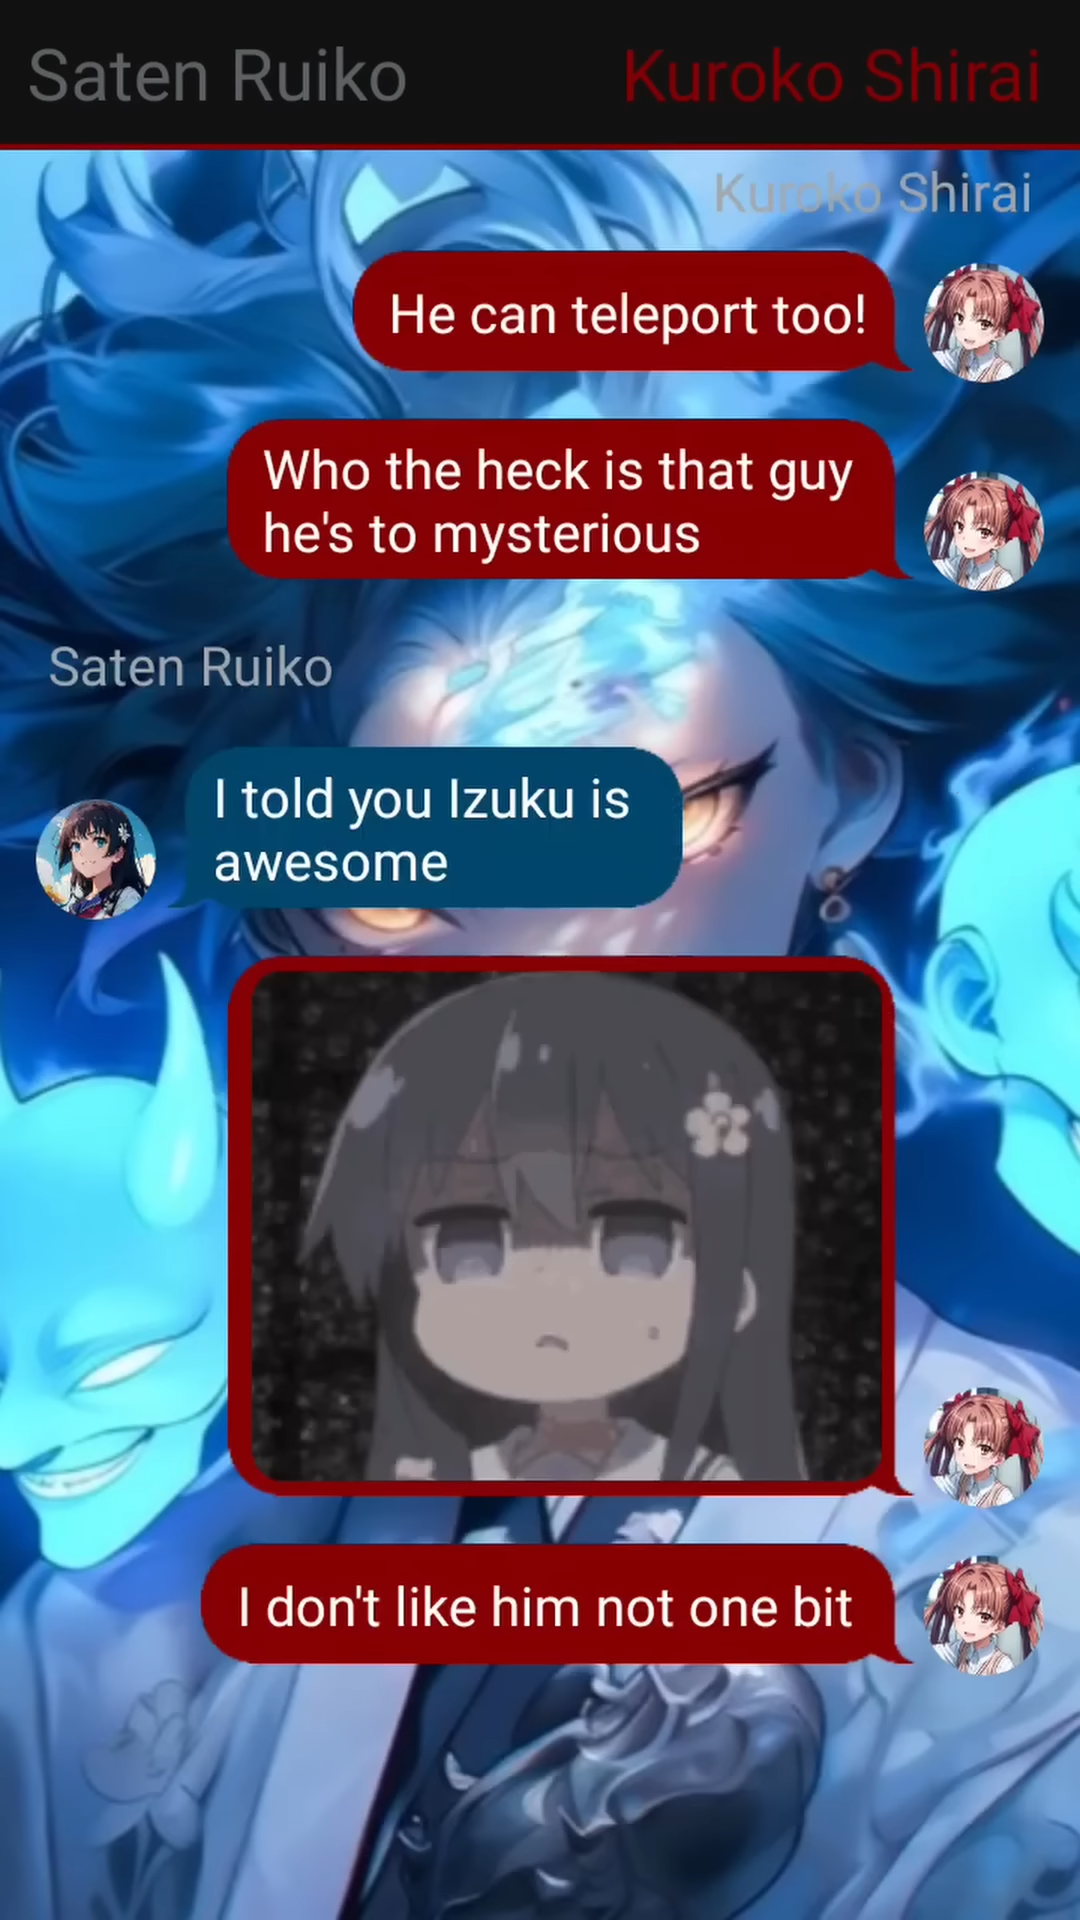 Saten Ruiko
Kuroko Shirai
Kuroko Shirai
He can teleport too!
Who the heck is that guy
he's to mysterious
Saten Ruiko
I told you Izuku is
awesome
I don't like him not one bit